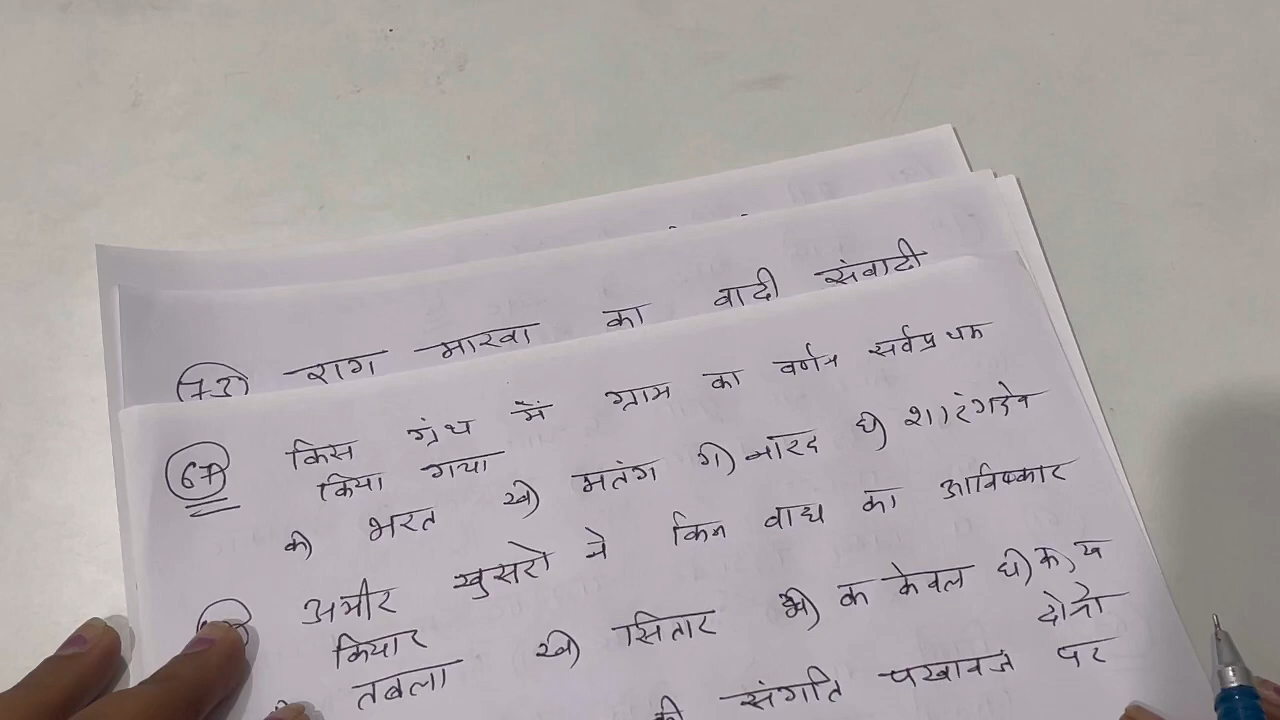 73 राग मारवा का वादी संवादी
67 किस ग्रंथ में ग्राम का वर्णन सर्वप्रथम
किया गया
क) भरत ख) मतंग ग) नारद घ) शारंगदेव
अमीर खुसरो ने किस वाद्य का आविष्कार
किया
तबला ख) सितार क केवल घ) क, ख
दोनो
की संगति पखावज पर